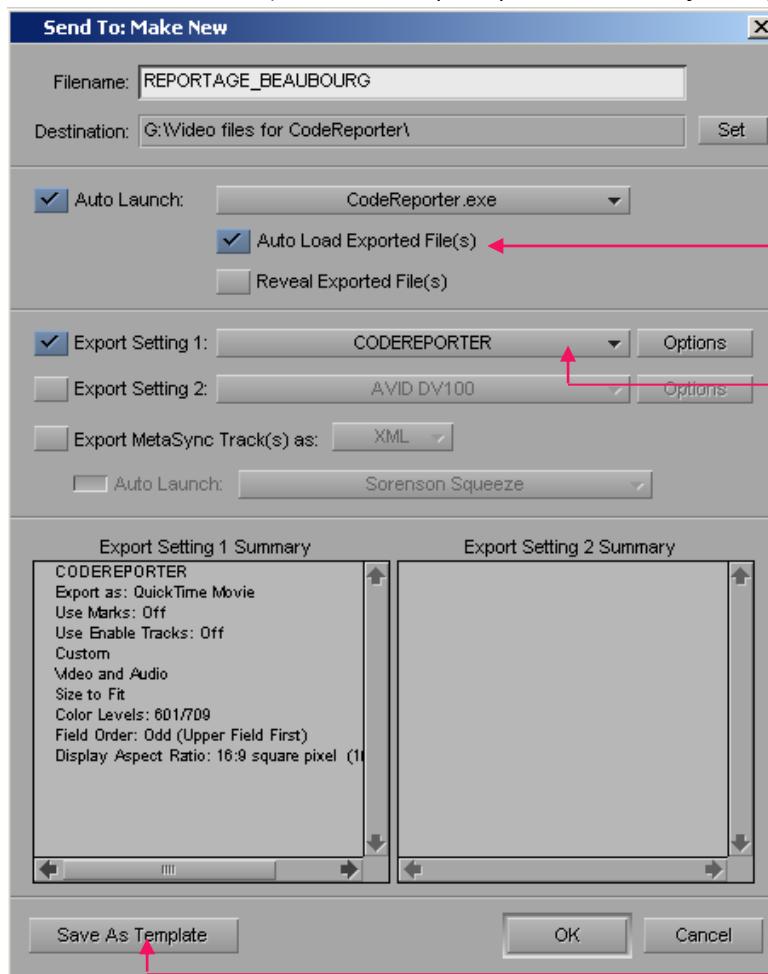 Send To: Make New
Filename: REPORTAGE_BEAUBOURG
Destination: G:\Video files for CodeReporter\ Set
Auto Launch: CodeReporter.exe
Auto Load Exported File(s)
Reveal Exported File(s)
Export Setting 1: CODEREPORTER Options
Export Setting 2: AVID DV100 Options
Export MetaSync Track(s) as: XML
Auto Launch: Sorenson Squeeze
Export Setting 1 Summary Export Setting 2 Summary
CODEREPORTER
Export as: QuickTime Movie
Use Marks: Off
Use Enable Tracks: Off
Custom
Video and Audio
Size to Fit
Color Levels: 601/709
Field Order: Odd (Upper Field First)
Display Aspect Ratio: 16:9 square pixel
Save As Template OK Cancel